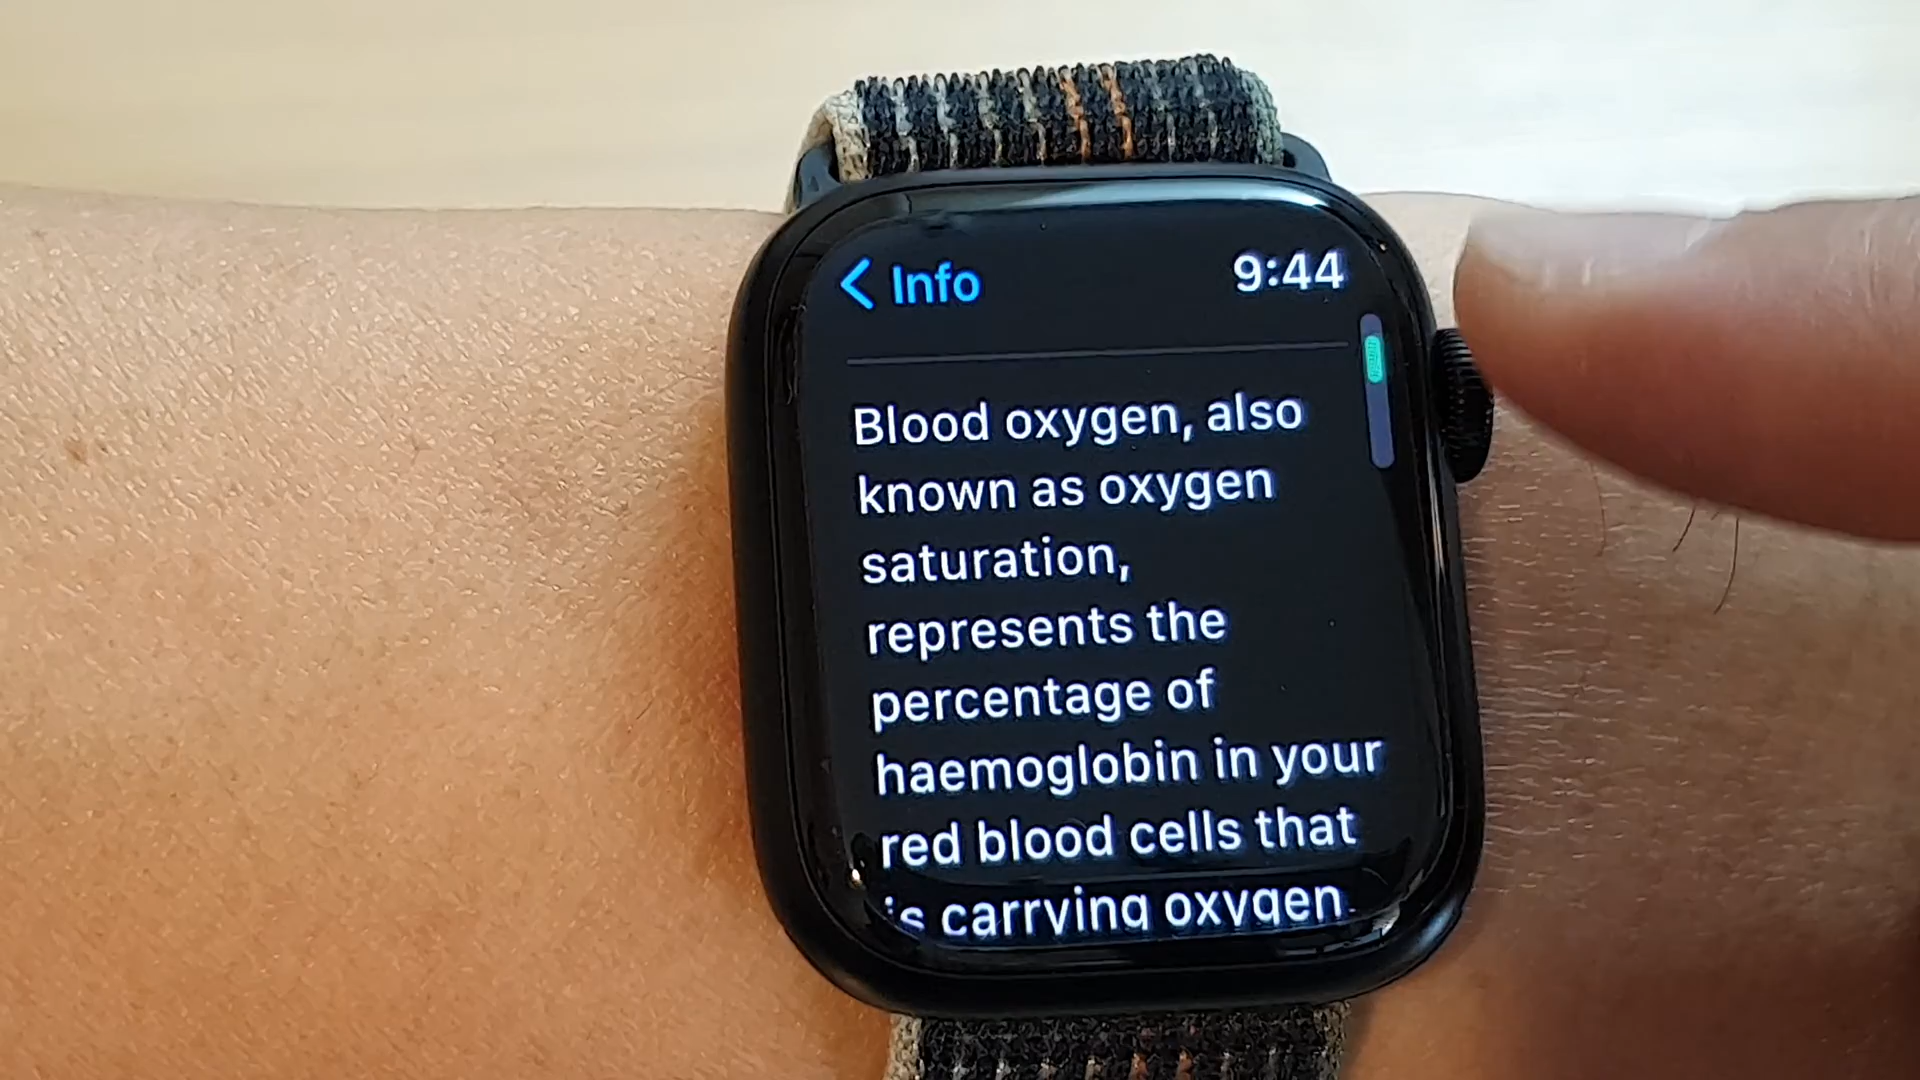 Info
9:44
Blood oxygen, also
known as oxygen
saturation,
represents the
percentage of
haemoglobin in your
red blood cells that
is carrying oxygen